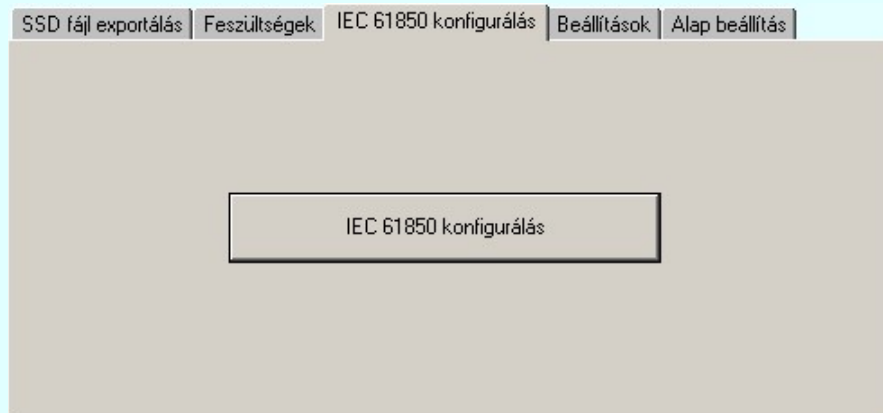 SSD fájl exportálás Feszültségek IEC 61850 konfigurálás Beállítások Alap beállítás
IEC 61850 konfigurálás